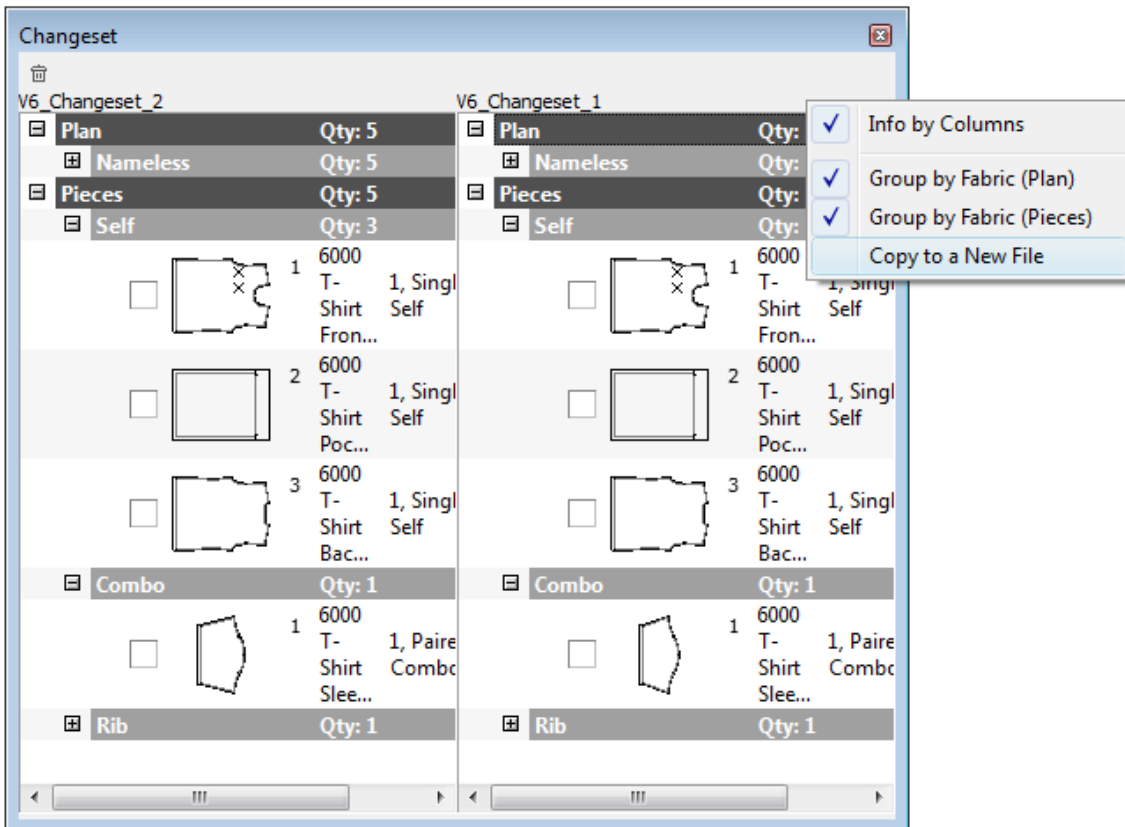 Changeset
V6_Changeset_2
Plan Qty: 5
Nameless Qty: 5
Pieces Qty: 5
Self Qty: 3
1 6000
T-
Shirt
Fron...
1, Singl
Self
2 6000
T-
Shirt
Poc...
1, Singl
Self
3 6000
T-
Shirt
Bac...
1, Singl
Self
Combo Qty: 1
1 6000
T-
Shirt
Slee...
1, Paire
Combo
Rib Qty: 1
V6_Changeset_1
Plan Qty:
Nameless Qty:
Pieces Qty:
Self Qty:
1 6000
T-
Shirt
Fron...
1, Singl
Self
2 6000
T-
Shirt
Poc...
1, Singl
Self
3 6000
T-
Shirt
Bac...
1, Singl
Self
Combo Qty: 1
1 6000
T-
Shirt
Slee...
1, Paire
Combo
Rib Qty: 1
Info by Columns
Group by Fabric (Plan)
Group by Fabric (Pieces)
Copy to a New File